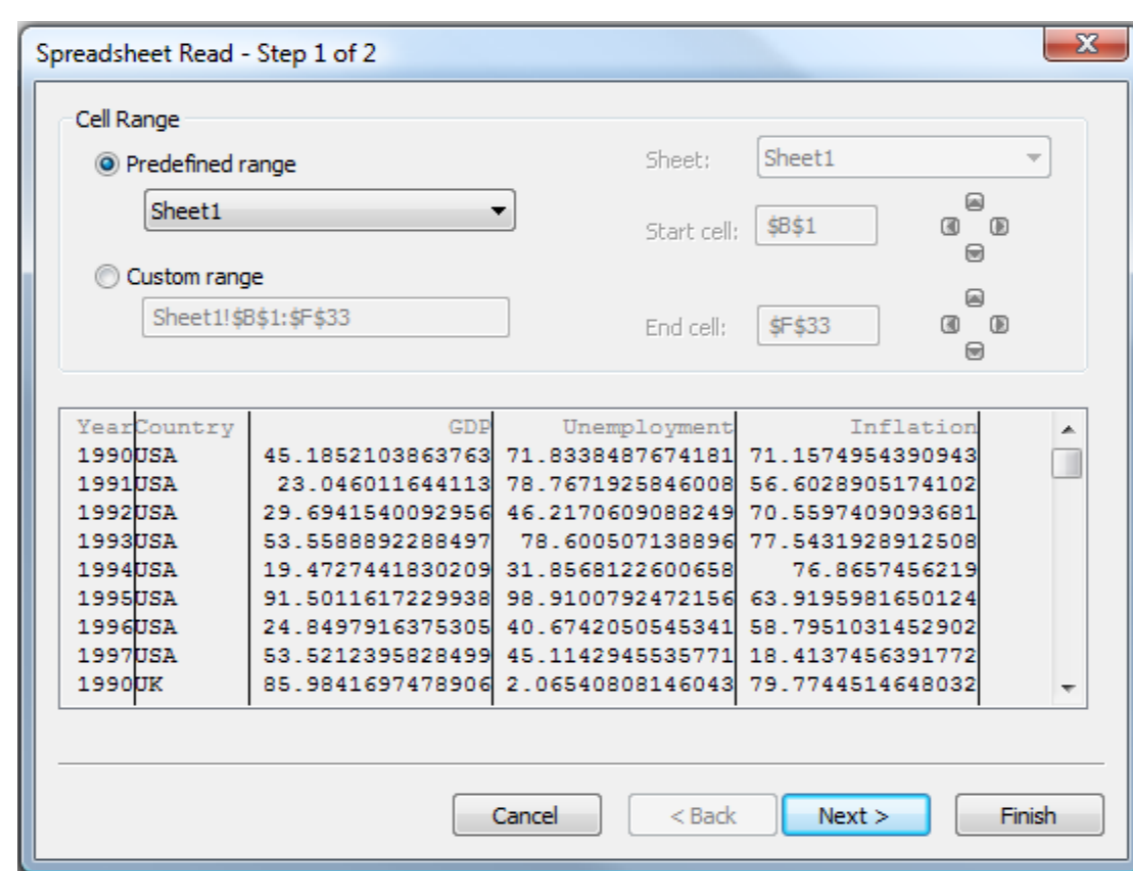 Spreadsheet Read - Step 1 of 2
Cell Range
Predefined range
Sheet1
Custom range
Sheet1!$B$1:$F$33
Sheet: Sheet1
Start cell: $B$1
End cell: $F$33
Year Country GDP Unemployment Inflation
1990 USA 45.1852103863763 71.8338487674181 71.1574954390943
1991 USA 23.046011644113 78.7671925846008 56.6028905174102
1992 USA 29.6941540092956 46.2170609088249 70.5597409093681
1993 USA 53.5588892288497 78.600507138896 77.5431928912508
1994 USA 19.4727441830209 31.8568122600658 76.8657456219
1995 USA 91.5011617229938 98.9100792472156 63.9195981650124
1996 USA 24.8497916375305 40.6742050545341 58.7951031452902
1997 USA 53.5212395828499 45.1142945535771 18.4137456391772
1990 UK 85.9841697478906 2.06540808146043 79.7744514648032
Cancel < Back Next > Finish